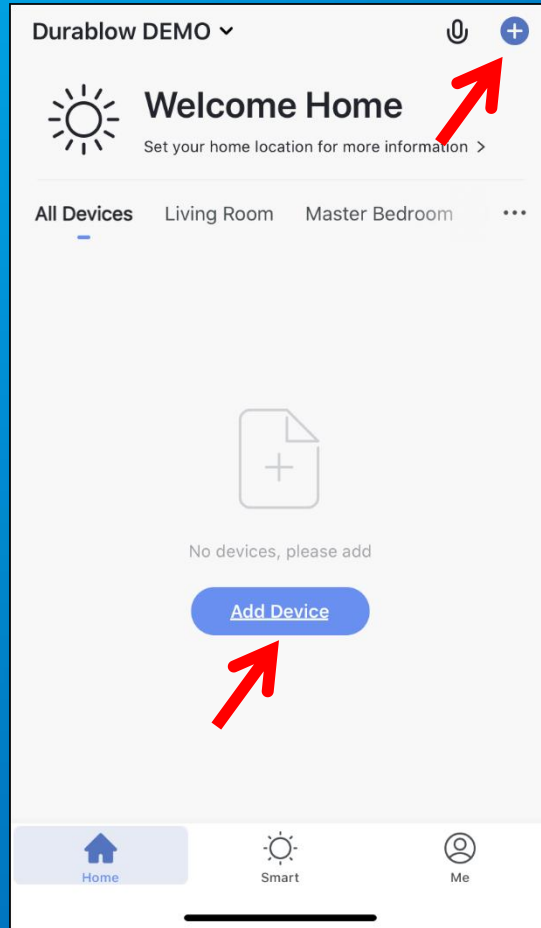 Durablow DEMO
Welcome Home
Set your home location for more information >
All Devices Living Room Master Bedroom ...
No devices, please add
Add Device
Home Smart Me